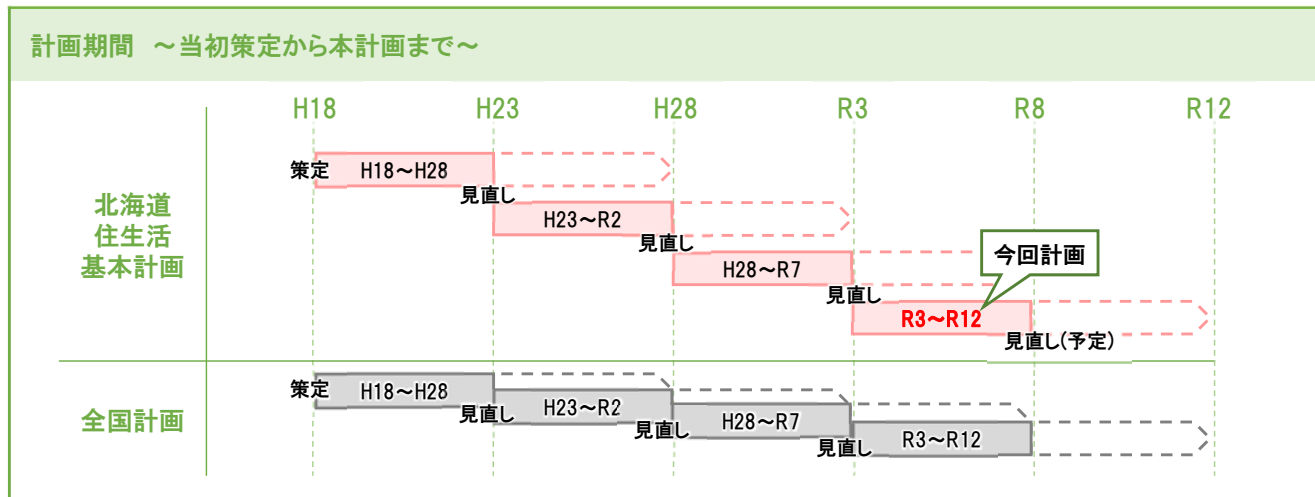 計画期間　～当初策定から本計画まで～
H18 H23 H28 R3 R8 R12
北海道
住生活
基本計画
策定 H18～H28
見直し
H23～R2
見直し
H28～R7
今回計画
見直し
R3～R12
見直し(予定)
全国計画
策定 H18～H28
見直し
H23～R2
見直し
H28～R7
見直し
R3～R12